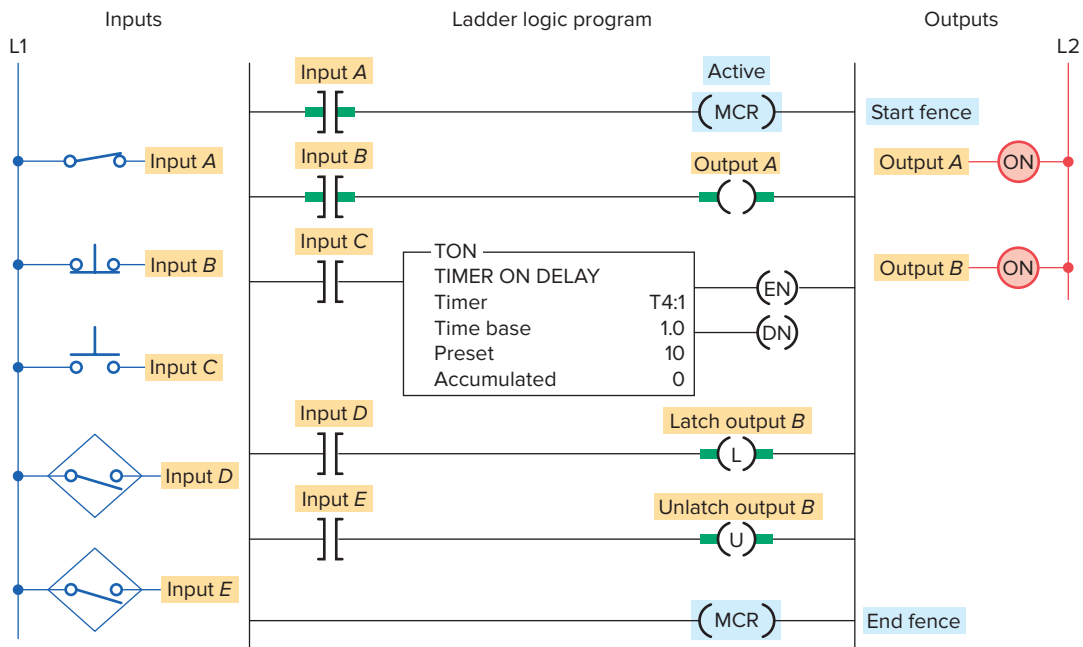 Inputs
Ladder logic program
Outputs
L1
L2
Input A
Active
MCR
Start fence
Input A
Input B
Output A
Output A
ON
Input B
Input C
TON
TIMER ON DELAY
Timer T4:1
Time base 1.0
Preset 10
Accumulated 0
EN
DN
Output B
ON
Input C
Input D
Latch output B
L
Input D
Input E
Unlatch output B
U
Input E
MCR
End fence